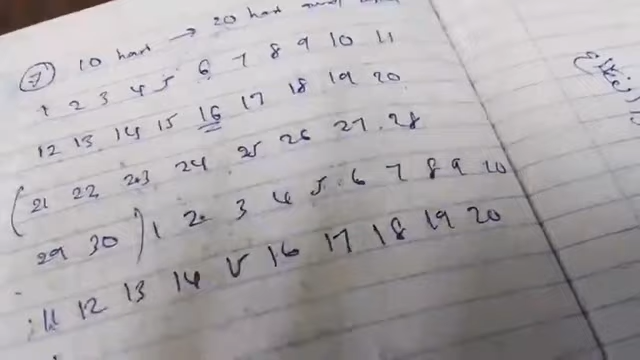 7 10 hart → 20 hart
1 2 3 4 5 6 7 8 9 10 11
12 13 14 15 16 17 18 19 20
(21 22 23 24 25 26 27 28
29 30) 1 2 3 4 5 6 7 8 9 10
11 12 13 14 15 16 17 18 19 20